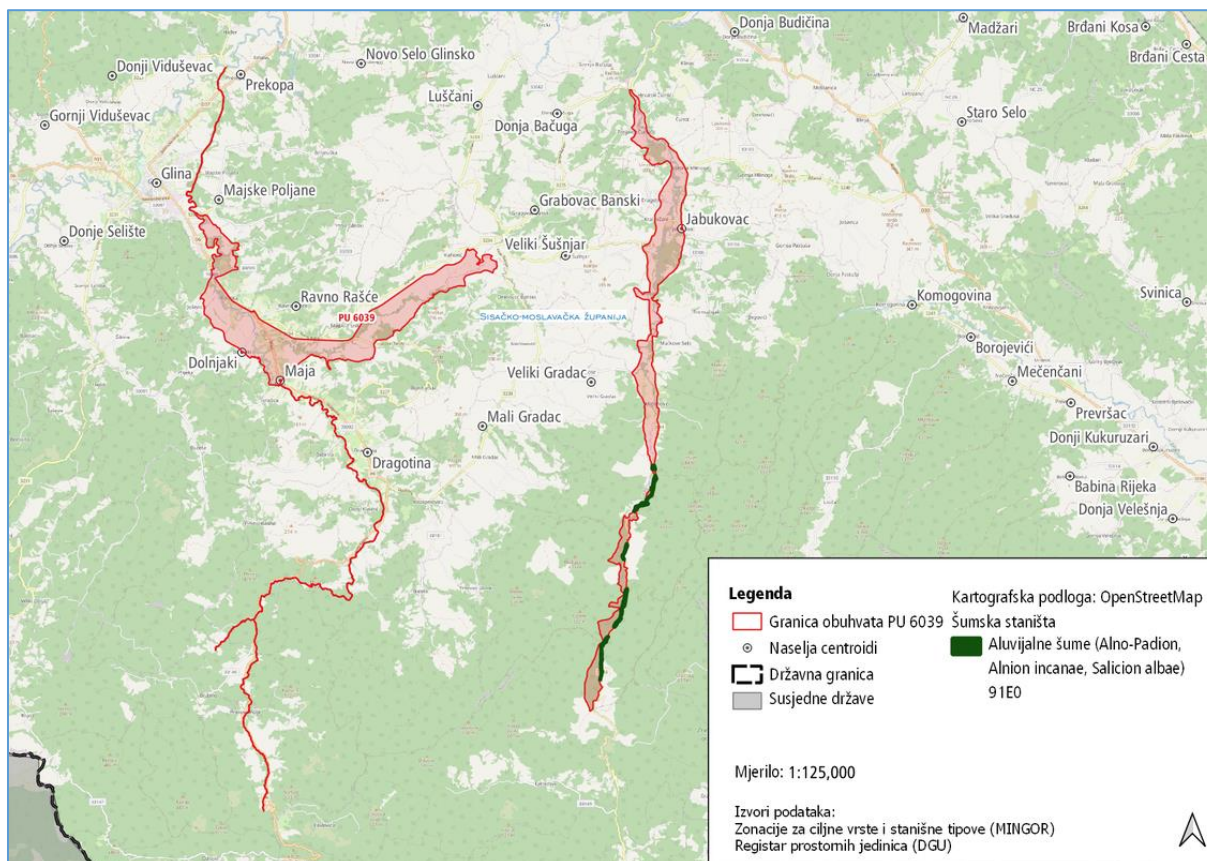 Donja Budičina
Madžari
Brđani Kosa
Brđani Cesta
Novo Selo Glinsko
Donji Viduševac
Prekopa
Luščani
Gornji Viduševac
Donja Bačuga
Staro Selo
Glina
Majske Poljane
Grabovac Banski
Jabukovac
Donje Selište
Veliki Šušnjar
Ravno Rašće
PU 6039
SISAČKO-MOSLAVAČKA ŽUPANIJA
Komogovina
Svinica
Borojevići
Dolnjaki
Maja
Veliki Gradac
Mečenčani
Prevršac
Mali Gradac
Donji Kukuruzari
Dragotina
Babina Rijeka
Donja Velešnja
Legenda
Granica obuhvata PU 6039
Naselja centroidi
Državna granica
Susjedne države
Kartografska podloga: OpenStreetMap
Šumska staništa
Aluvijalne šume (Alno-Padion,
Alnion incanae, Salicion albae)
91E0
Mjerilo: 1:125,000
Izvori podataka:
Zonacije za ciljne vrste i stanišne tipove (MINGOR)
Registar prostornih jedinica (DGU)